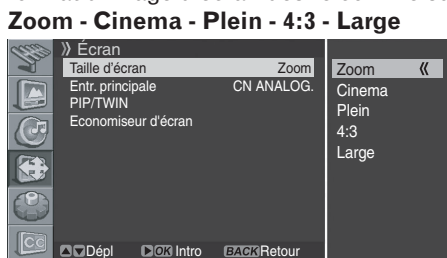 Zoom - Cinema - Plein - 4:3 - Large
》 Écran
Taille d'écran Zoom
Entr. principale CN ANALOG.
PIP/TWIN
Economiseur d'écran
▲▼Dépl ▶OK Intro BACK Retour
Zoom 《
Cinema
Plein
4:3
Large
CC